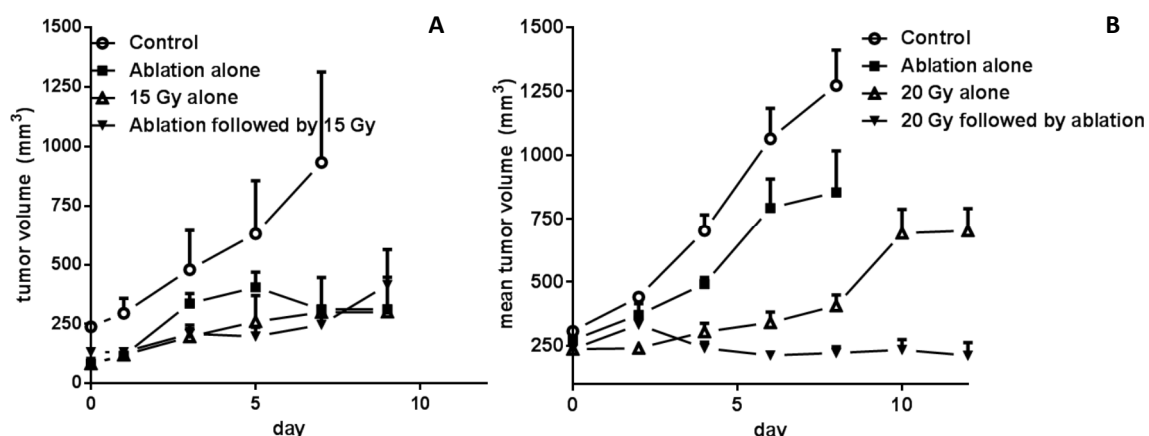 A
1500
1250
1000
750
500
250
0
tumor volume (mm³)
Control
Ablation alone
15 Gy alone
Ablation followed by 15 Gy
0
5
10
day
B
1500
1250
1000
750
500
250
mean tumor volume (mm³)
Control
Ablation alone
20 Gy alone
20 Gy followed by ablation
0
5
10
day